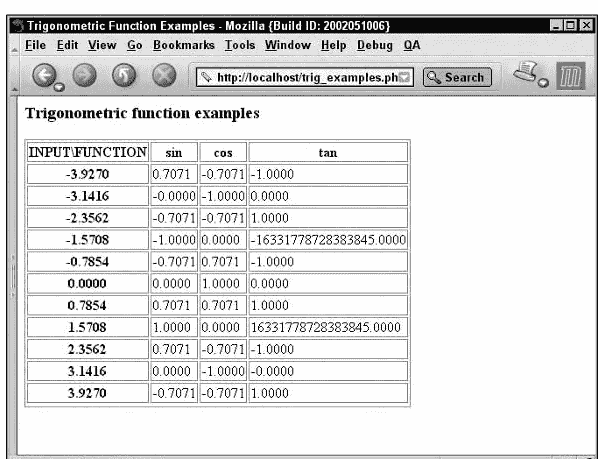 Trigonometric Function Examples - Mozilla {Build ID: 2002051006}
File Edit View Go Bookmarks Tools Window Help Debug QA
http://localhost/trig_examples.ph Search
Trigonometric function examples
INPUT\FUNCTION sin cos tan
-3.9270 0.7071 -0.7071 -1.0000
-3.1416 -0.0000 -1.0000 0.0000
-2.3562 -0.7071 -0.7071 1.0000
-1.5708 -1.0000 0.0000 -16331778728383845.0000
-0.7854 -0.7071 0.7071 -1.0000
0.0000 0.0000 1.0000 0.0000
0.7854 0.7071 0.7071 1.0000
1.5708 1.0000 0.0000 16331778728383845.0000
2.3562 0.7071 -0.7071 -1.0000
3.1416 0.0000 -1.0000 -0.0000
3.9270 -0.7071 -0.7071 1.0000